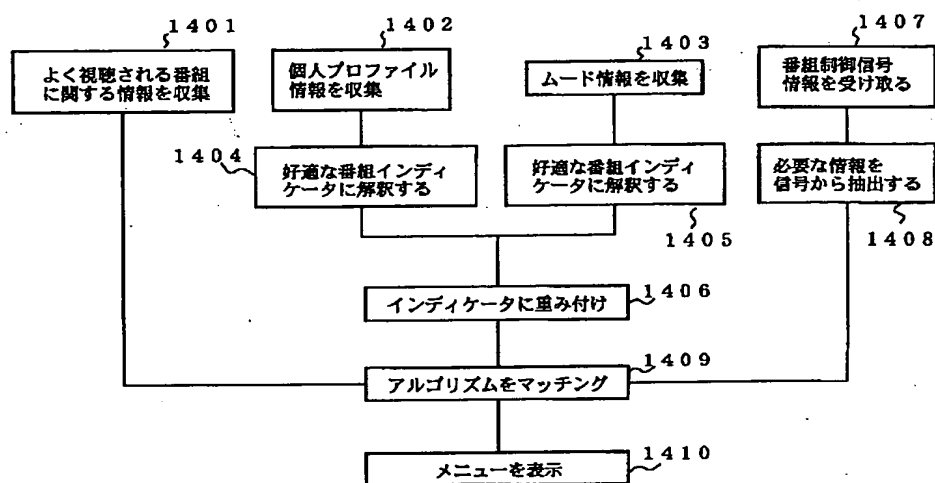 1401
よく視聴される番組
に関する情報を収集
1402
個人プロファイル
情報を収集
1403
ムード情報を収集
1407
番組制御信号
情報を受け取る
1404
好適な番組インディ
ケータに解釈する
好適な番組インディ
ケータに解釈する
1405
必要な情報を
信号から抽出する
1408
インディケータに重み付け
1406
アルゴリズムをマッチング
1409
メニューを表示
1410